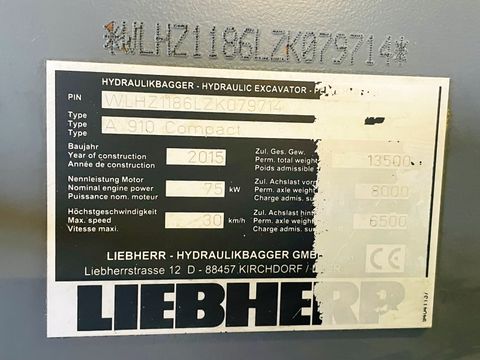 *WLHZ1186LZK079714*
HYDRAULIKBAGGER - HYDRAULIC EXCAVATOR -
PIN WLHZ1186LZK079714
Type
Type A 910 Compact
Type
Baujahr
Year of construction 2015
Année de construction
Zul. Ges. Gew.
Perm. total weight 13500
Poids admissible
Nennleistung Motor
Nominal engine power 75 kW
Puissance nom. moteur
Zul. Achslast vorn
Perm. axle weight 8000
Charge admis.
Höchstgeschwindigkeit
Max. speed 30 km/h
Vitesse maxi.
Zul. Achslast
Perm. axle weight 6500
Charge admis.
LIEBHERR - HYDRAULIKBAGGER GMB
Liebherrstrasse 12 D - 88457 KIRCHDORF /
CE
LIEBHERR